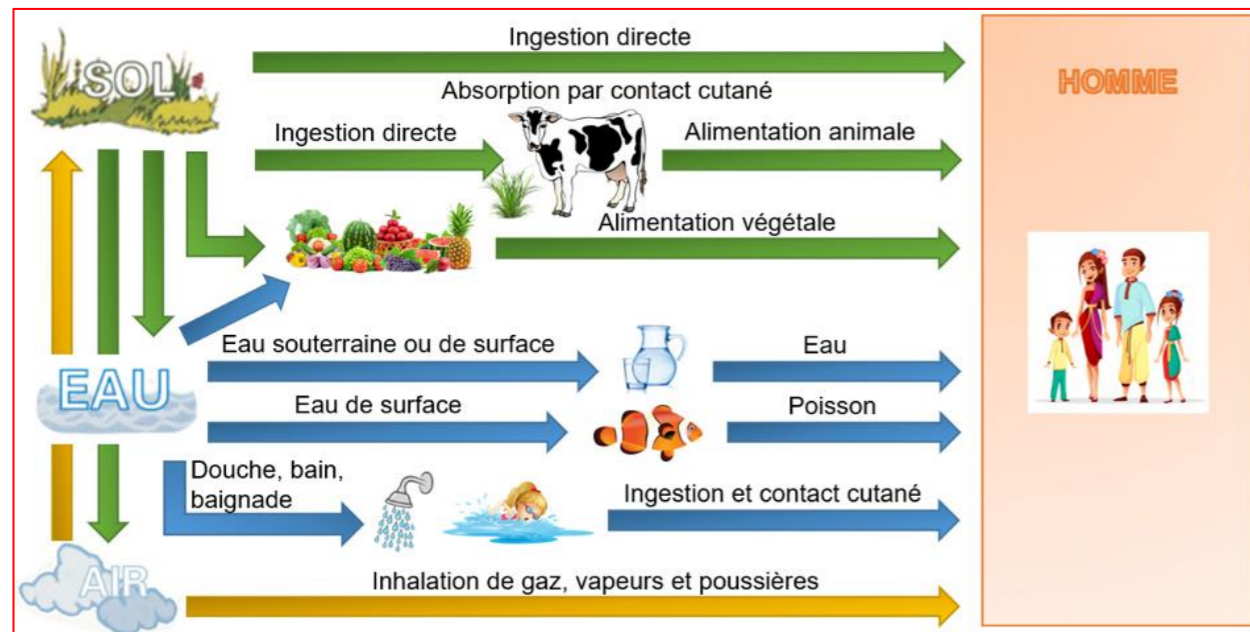 SOL
Ingestion directe
HOMME
Absorption par contact cutané
Ingestion directe
Alimentation animale
Alimentation végétale
Eau souterraine ou de surface
Eau
EAU
Eau de surface
Poisson
Douche, bain,
baignade
Ingestion et contact cutané
AIR
Inhalation de gaz, vapeurs et poussières